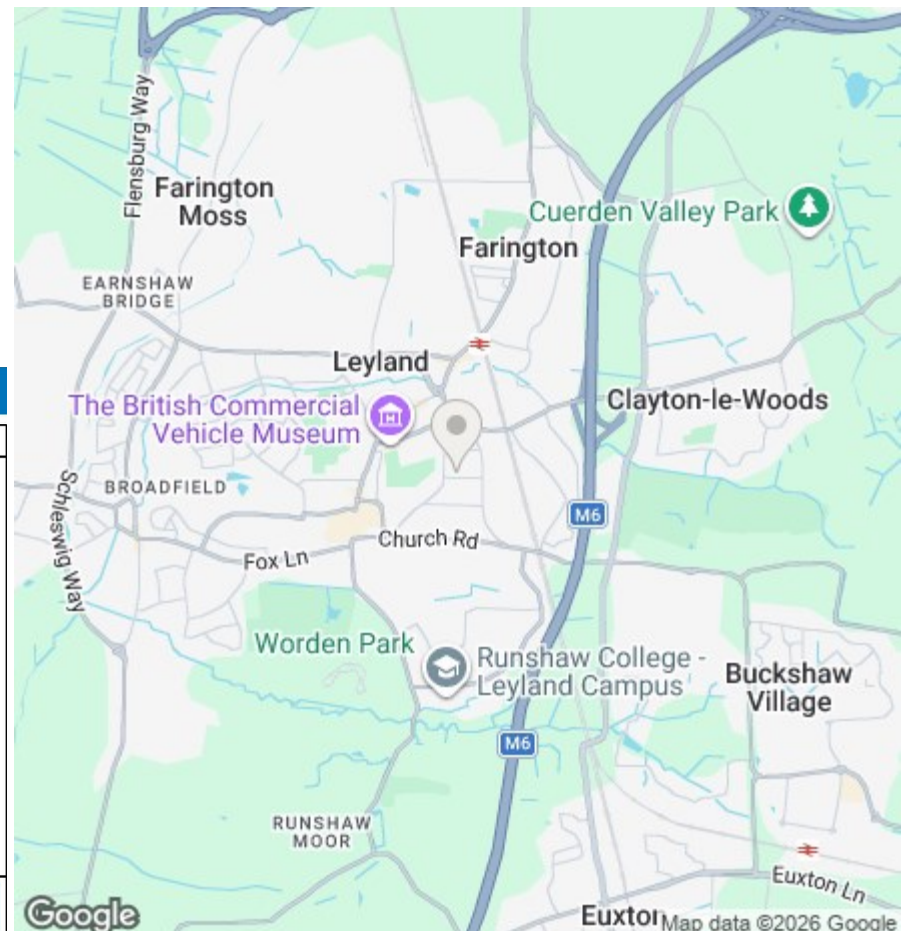 Flensburg Way
Farington
Moss
Cuerden Valley Park
Farington
EARNSHAW
BRIDGE
Leyland
The British Commercial
Vehicle Museum
Clayton-le-Woods
BROADFIELD
Schleswig Way
M6
Church Rd
Fox Ln
Worden Park
Runshaw College -
Leyland Campus
Buckshaw
Village
M6
RUNSHAW
MOOR
Euxton Ln
Google
Euxton
Map data ©2026 Google